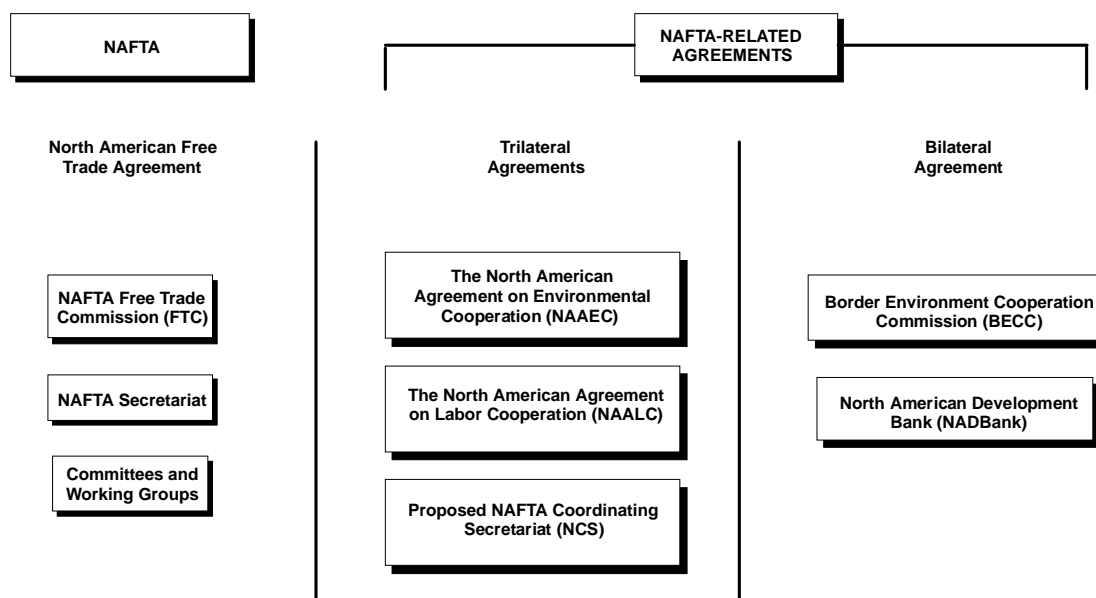 NAFTA
NAFTA-RELATED
AGREEMENTS
North American Free
Trade Agreement
Trilateral
Agreements
Bilateral
Agreement
NAFTA Free Trade
Commission (FTC)
NAFTA Secretariat
Committees and
Working Groups
The North American
Agreement on Environmental
Cooperation (NAAEC)
The North American Agreement
on Labor Cooperation (NAALC)
Proposed NAFTA Coordinating
Secretariat (NCS)
Border Environment Cooperation
Commission (BECC)
North American Development
Bank (NADBank)